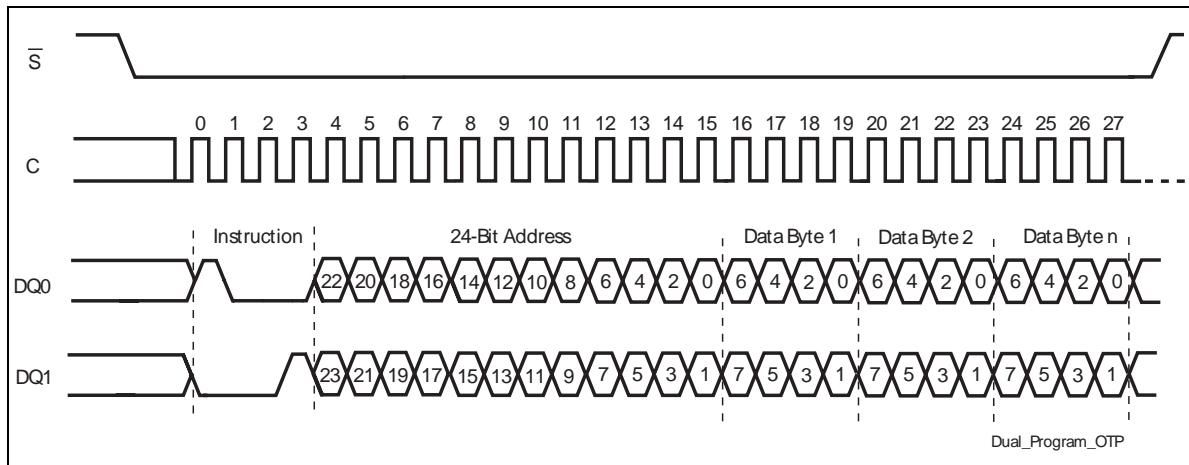 S
0 1 2 3 4 5 6 7 8 9 10 11 12 13 14 15 16 17 18 19 20 21 22 23 24 25 26 27
C
Instruction 24-Bit Address Data Byte 1 Data Byte 2 Data Byte n
DQ0 22 20 18 16 14 12 10 8 6 4 2 0 6 4 2 0 6 4 2 0 6 4 2 0
DQ1 23 21 19 17 15 13 11 9 7 5 3 1 7 5 3 1 7 5 3 1 7 5 3 1
Dual_Program_OTP